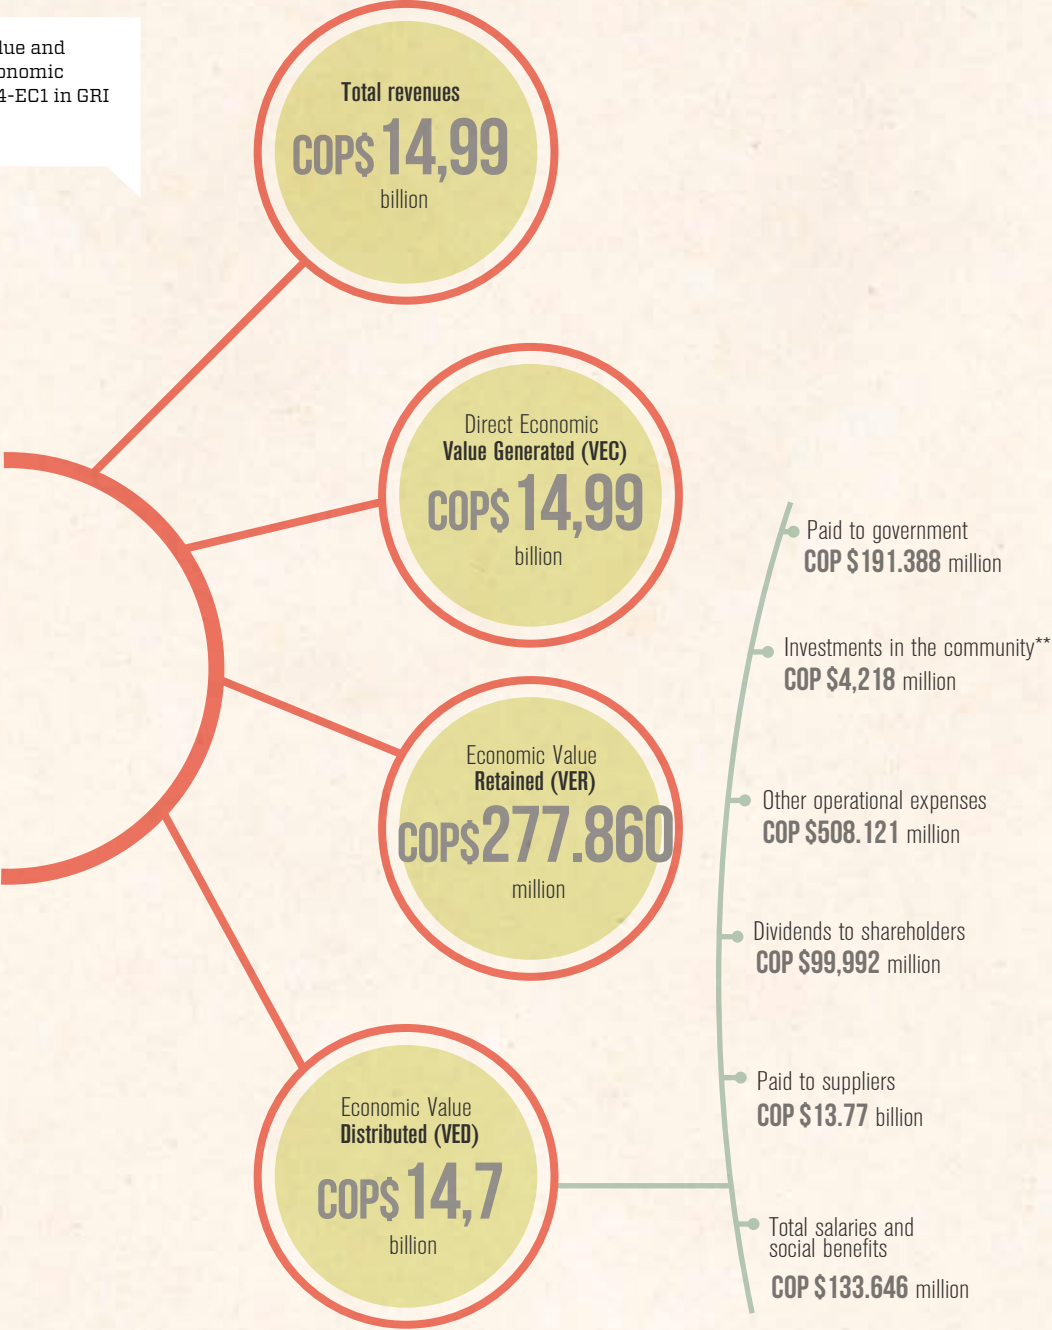 and
in GRI
Total revenues
COP$ 14,99
billion
Direct Economic
Value Generated (VEC)
COP$ 14,99
billion
Economic Value
Retained (VER)
COP$ 277.860
million
Economic Value
Distributed (VED)
COP$ 14,7
billion
Paid to government
COP $191.388 million
Investments in the community**
COP $4,218 million
Other operational expenses
COP $508.121 million
Dividends to shareholders
COP $99,992 million
Paid to suppliers
COP $13.77 billion
Total salaries and
social benefits
COP $133.646 million